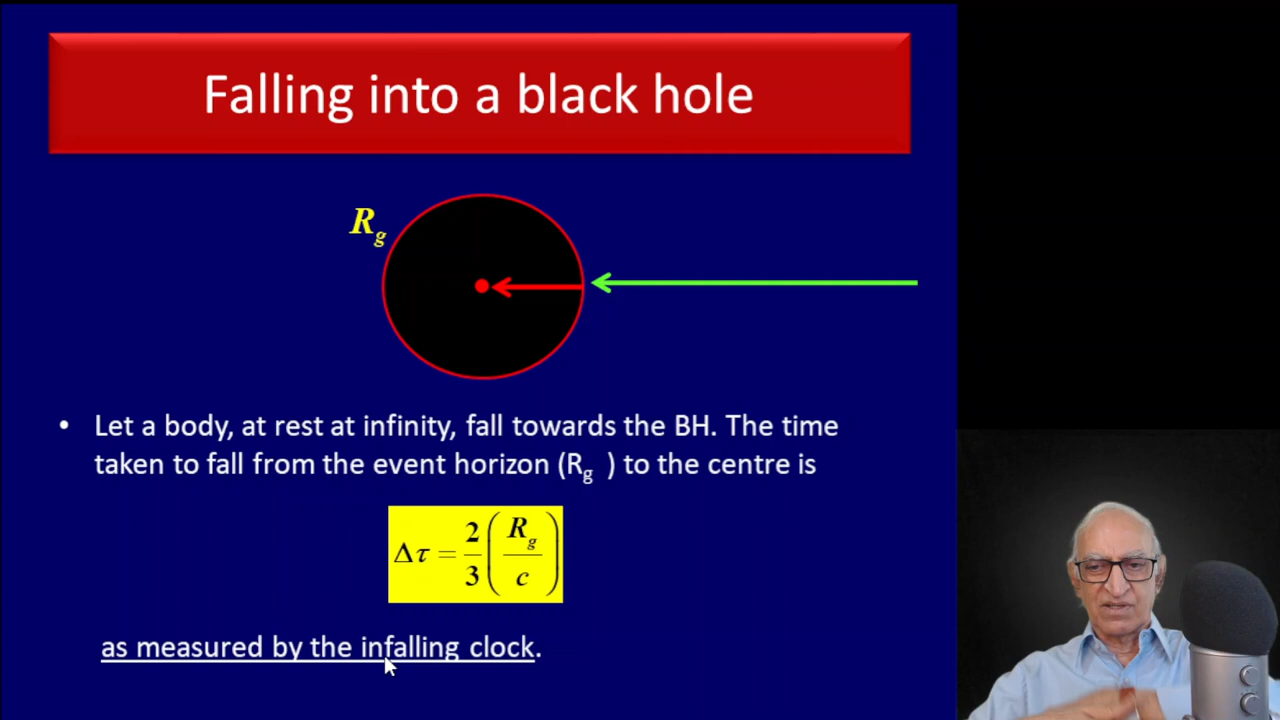 Falling into a black hole
R_g
• Let a body, at rest at infinity, fall towards the BH. The time
taken to fall from the event horizon (R_g ) to the centre is
Δτ = 2/3 (R_g/c)
as measured by the infalling clock.